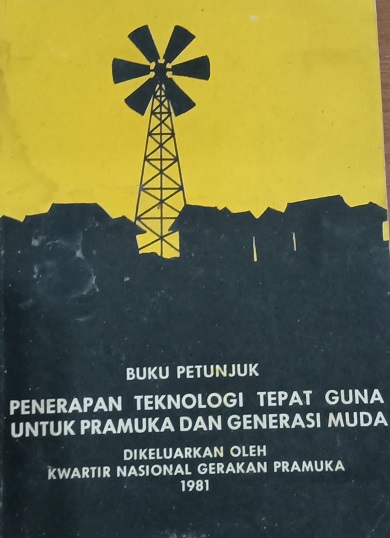 BUKU PETUNJUK
PENERAPAN TEKNOLOGI TEPAT GUNA
UNTUK PRAMUKA DAN GENERASI MUDA
DIKELUARKAN OLEH
KWARTIR NASIONAL GERAKAN PRAMUKA
1981